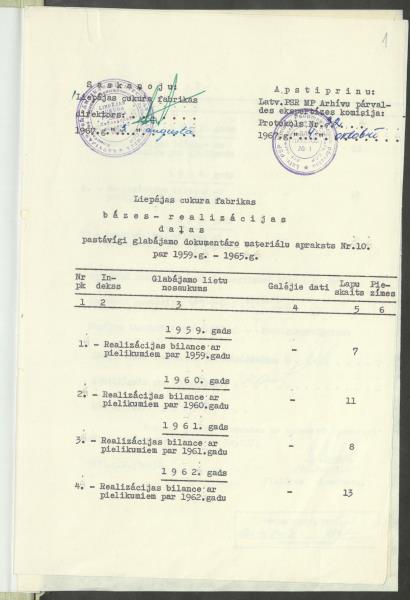 1
Saskaņoju:
Liepājas cukura fabrikas
direktors:
1967.g." 3. " augustā
Apstiprinu:
Latv.PSR MP Arhīvu pārval-
des ekspertīzes komisija:
Protokols Nr. 22
1967.g." 4. " oktobrī
Liepājas cukura fabrikas
bāzes- realizācijas
daļas
pastāvīgi glabājamo dokumentāro materiālu apraksts Nr.10.
par 1959.g. - 1965.g.
Nr pk In- dekss Glabājamo lietu nosaukums Galējie dati Lapu skaits Pie- zīmes
1 2 3 4 5 6
1959. gads
1. - Realizācijas bilance ar - 7
pielikumiem par 1959.gadu
1960. gads
2. - Realizācijas bilance ar - 11
pielikumiem par 1960.gadu
1961. gads
3. - Realizācijas bilance ar - 8
pielikumiem par 1961.gadu
1962. gads
4. - Realizācijas bilance ar - 13
pielikumiem par 1962.gadu